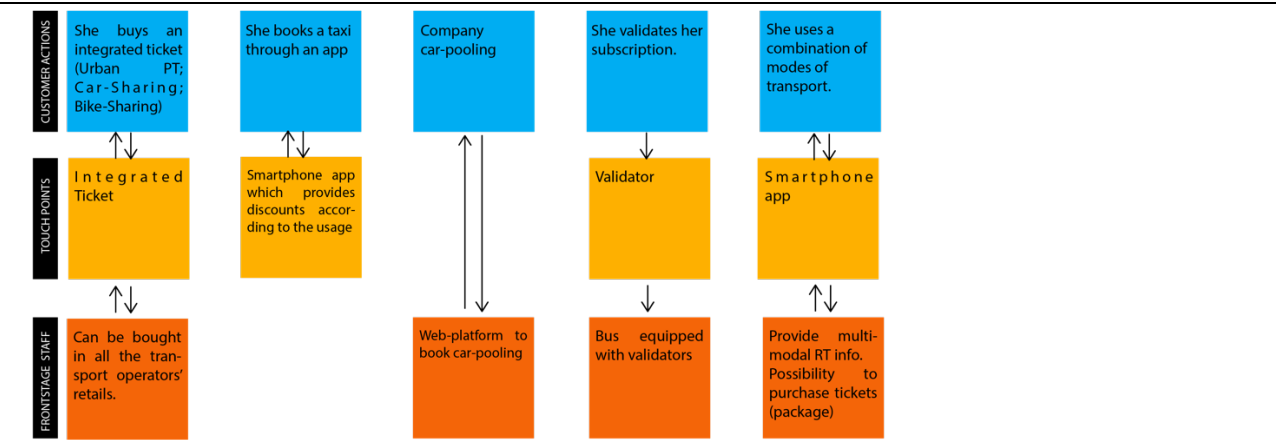 CUSTOMER ACTIONS
She buys an
integrated ticket
(Urban PT;
Car-Sharing;
Bike-Sharing)
She books a taxi
through an app
Company
car-pooling
She validates her
subscription.
She uses a
combination of
modes of
transport.
TOUCH POINTS
Integrated
Ticket
Smartphone app
which provides
discounts accor-
ding to the usage
Validator
Smartphone
app
FRONTSTAGE STAFF
Can be bought
in all the tran-
sport operators’
retails.
Web-platform to
book car-pooling
Bus equipped
with validators
Provide multi-
modal RT info.
Possibility to
purchase tickets
(package)